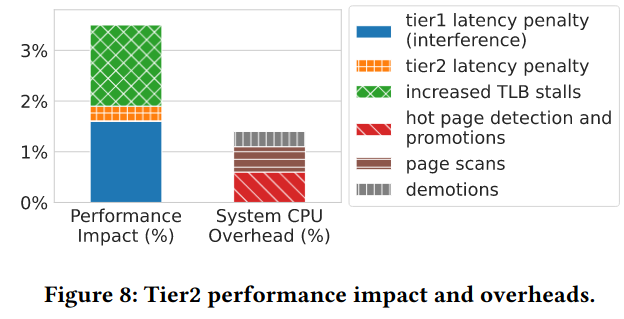 3%
2%
1%
0%
Performance
Impact (%)
System CPU
Overhead (%)
tier1 latency penalty
(interference)
tier2 latency penalty
increased TLB stalls
hot page detection and
promotions
page scans
demotions
Figure 8: Tier2 performance impact and overheads.